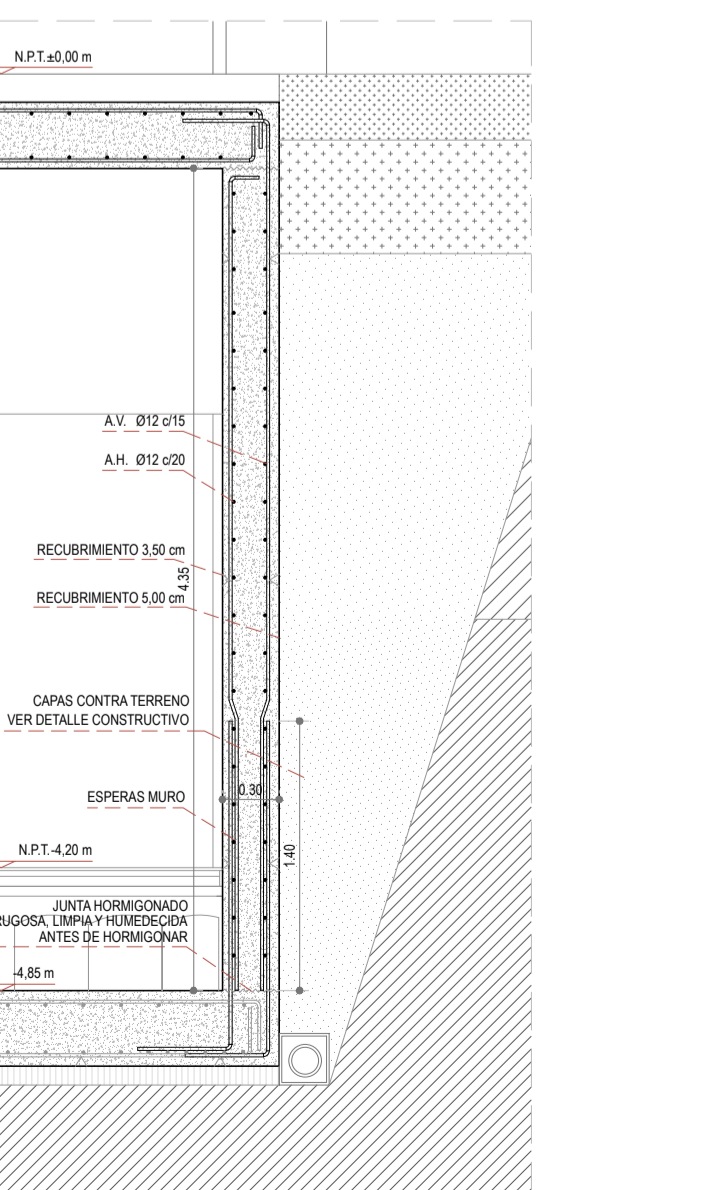 N.P.T.±0,00 m
A.V. Ø12 c/15
A.H. Ø12 c/20
RECUBRIMIENTO 3,50 cm
4.35
RECUBRIMIENTO 5,00 cm
CAPAS CONTRA TERRENO
VER DETALLE CONSTRUCTIVO
0.30
ESPERAS MURO
1.40
N.P.T.-4,20 m
JUNTA HORMIGONADO
RUGOSA, LIMPIA Y HUMEDECIDA
ANTES DE HORMIGONAR
-4,85 m